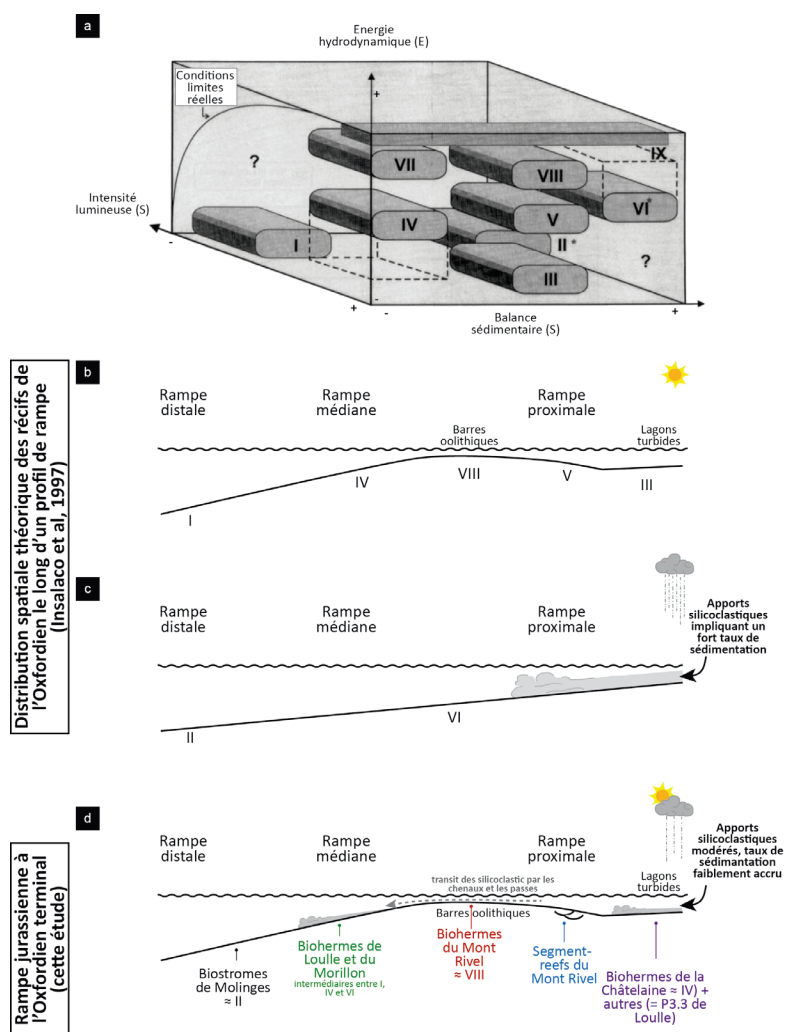 a
Energie
hydrodynamique (E)
Conditions
limites
réelles
+
?
VII
VIII
IX
Intensité
lumineuse (S)
VI*
IV
V
I
II *
III
?
-
-
+
-
Balance
sédimentaire (S)
+
Distribution spatiale théorique des récifs de
l'Oxfordien le long d'un profil de rampe
(Insalaco et al, 1997)
b
Rampe
distale
Rampe
médiane
Rampe
proximale
Barres
oolithiques
Lagons
turbides
IV
VIII
V
III
I
c
Rampe
distale
Rampe
médiane
Rampe
proximale
Apports
silicoclastiques
impliquant un
fort taux de
sédimentation
VI
II
Rampe jurassienne à
l'Oxfordien terminal
(cette étude)
d
Rampe
distale
Rampe
médiane
Rampe
proximale
Apports
silicoclastiques
modérés, taux de
sédimantation
faiblement accru
Lagons
turbides
transit des silicoclastic par les
chenaux et les passes
Barres oolithiques
Biostromes
de Molinges
≈ II
Biohermes de
Loulle et du
Morillon
intermédiaires entre I,
IV et VI
Biohermes
du Mont
Rivel
≈ VIII
Segment-
reefs du
Mont Rivel
Biohermes de la
Châtelaine ≈ IV) +
autres (= P3.3 de
Loulle)